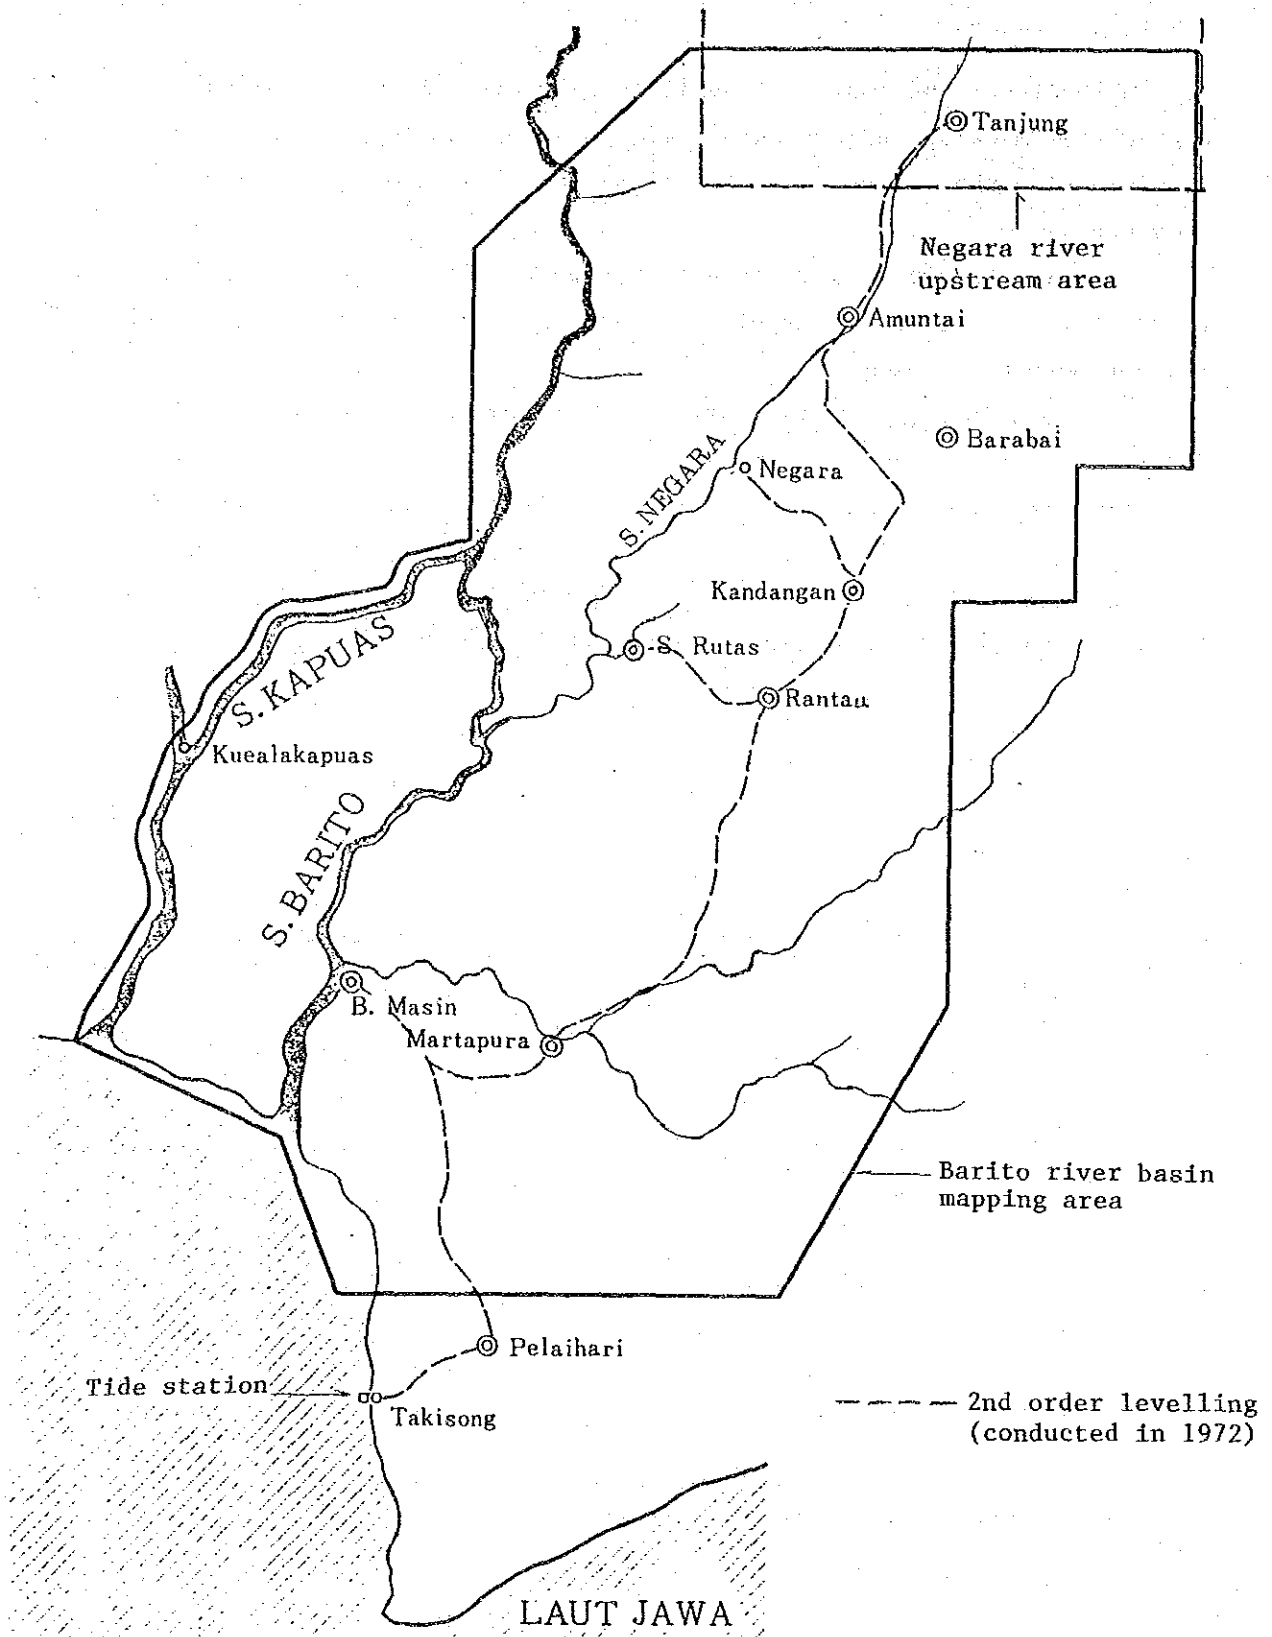 Tanjung
Negara river
upstream area
Amuntai
Barabai
S. NEGARA
Negara
Kandangan
S. Rutas
S. KAPUAS
Rantau
Kuealakapuas
S. BARITO
B. Masin
Martapura
Barito river basin
mapping area
Pelaihari
Tide station
Takisong
2nd order levelling
(conducted in 1972)
LAUT JAWA